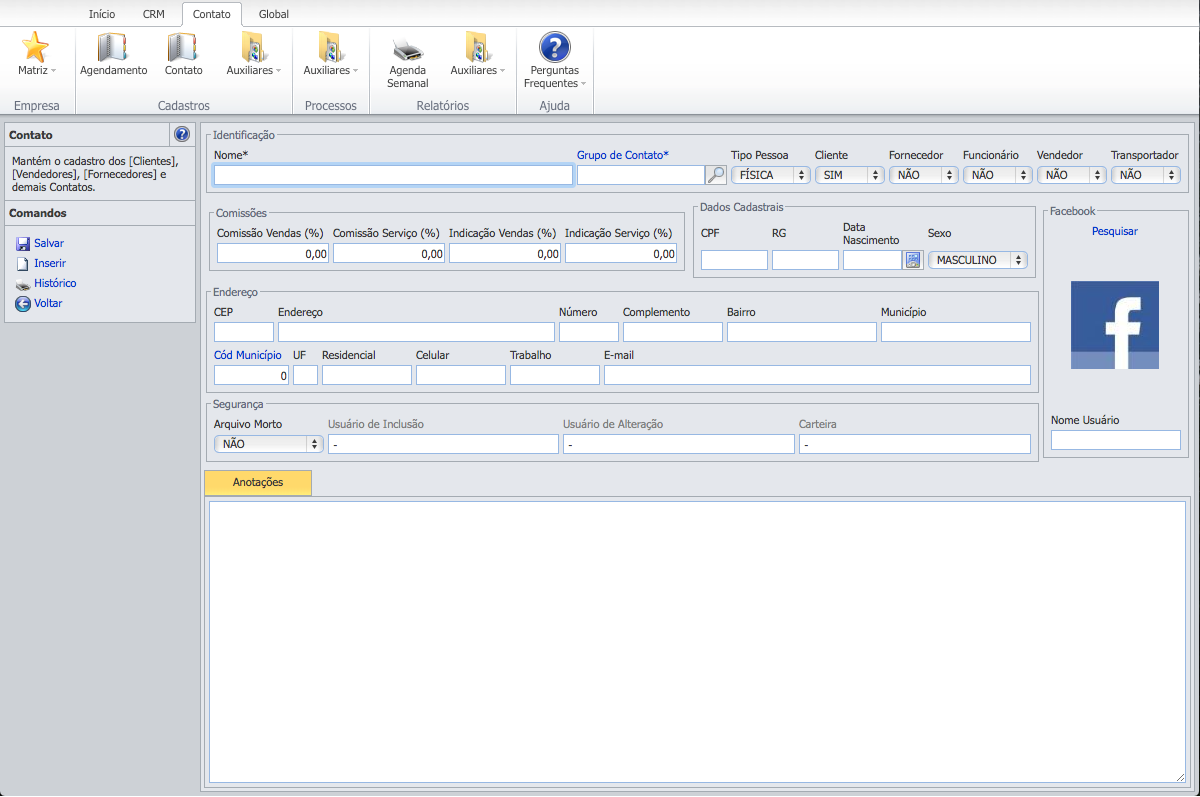 Início CRM Contato Global
Matriz Agendamento Contato Auxiliares Auxiliares Agenda Semanal Auxiliares Perguntas Frequentes
Empresa Cadastros Processos Relatórios Ajuda
Contato
Mantém o cadastro dos [Clientes],
[Vendedores], [Fornecedores] e
demais Contatos.
Comandos
Salvar
Inserir
Histórico
Voltar
Identificação
Nome* Grupo de Contato* Tipo Pessoa Cliente Fornecedor Funcionário Vendedor Transportador
FÍSICA SIM NÃO NÃO NÃO NÃO
Comissões
Comissão Vendas (%) Comissão Serviço (%) Indicação Vendas (%) Indicação Serviço (%)
0,00 0,00 0,00 0,00
Dados Cadastrais
CPF RG Data Nascimento Sexo
MASCULINO
Facebook
Pesquisar
f
Nome Usuário
Endereço
CEP Endereço Número Complemento Bairro Município
Cód Município UF Residencial Celular Trabalho E-mail
0
Segurança
Arquivo Morto Usuário de Inclusão Usuário de Alteração Carteira
NÃO - - -
Anotações